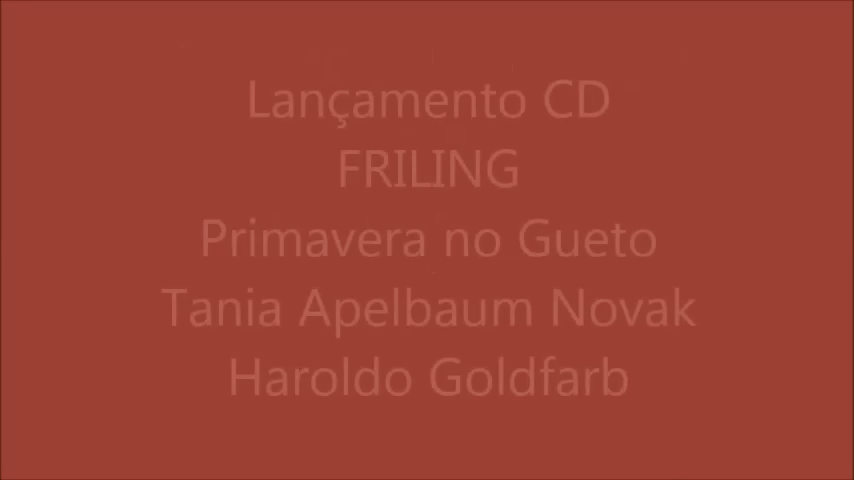 Lançamento CD
FRILING
Primavera no Gueto
Tania Apelbaum Novak
Haroldo Goldfarb